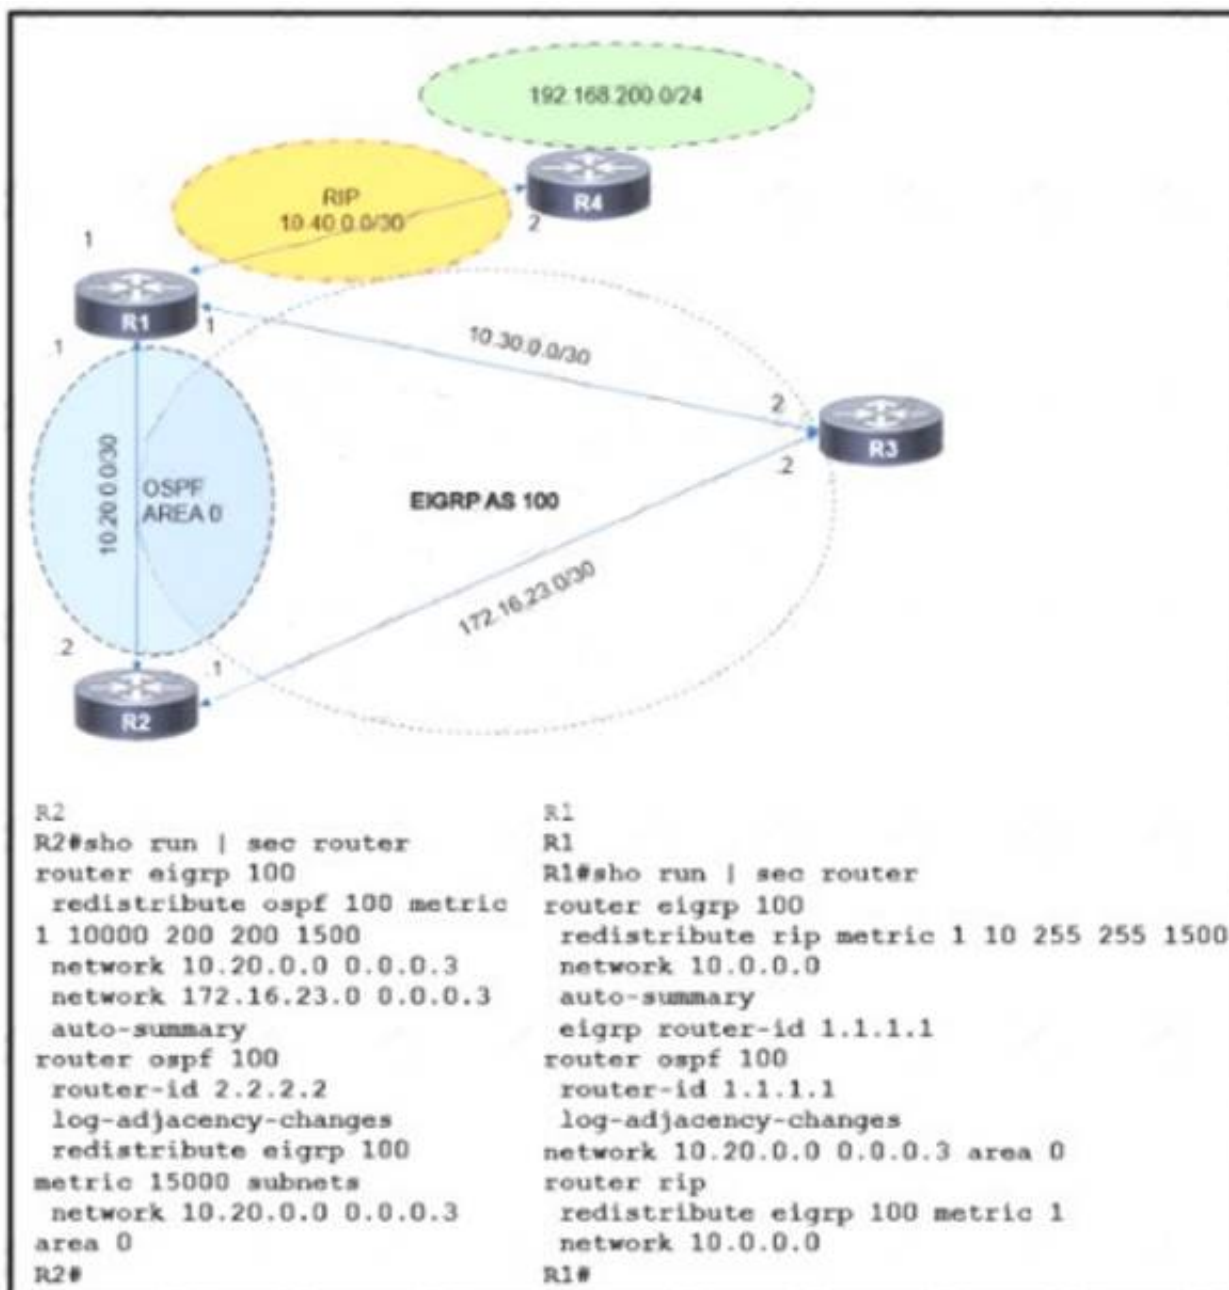 192.168.200.0/24
RIP
10.40.0.0/30
R4
2
1
R1
1
.1
10.30.0.0/30
2
R3
.2
10.20.0.0/30
OSPF
AREA 0
EIGRP AS 100
172.16.23.0/30
.2
.1
R2
R2
R2#sho run | sec router
router eigrp 100
redistribute ospf 100 metric
1 10000 200 200 1500
network 10.20.0.0 0.0.0.3
network 172.16.23.0 0.0.0.3
auto-summary
router ospf 100
router-id 2.2.2.2
log-adjacency-changes
redistribute eigrp 100
metric 15000 subnets
network 10.20.0.0 0.0.0.3
area 0
R2#
R1
R1
R1#sho run | sec router
router eigrp 100
redistribute rip metric 1 10 255 255 1500
network 10.0.0.0
auto-summary
eigrp router-id 1.1.1.1
router ospf 100
router-id 1.1.1.1
log-adjacency-changes
network 10.20.0.0 0.0.0.3 area 0
router rip
redistribute eigrp 100 metric 1
network 10.0.0.0
R1#